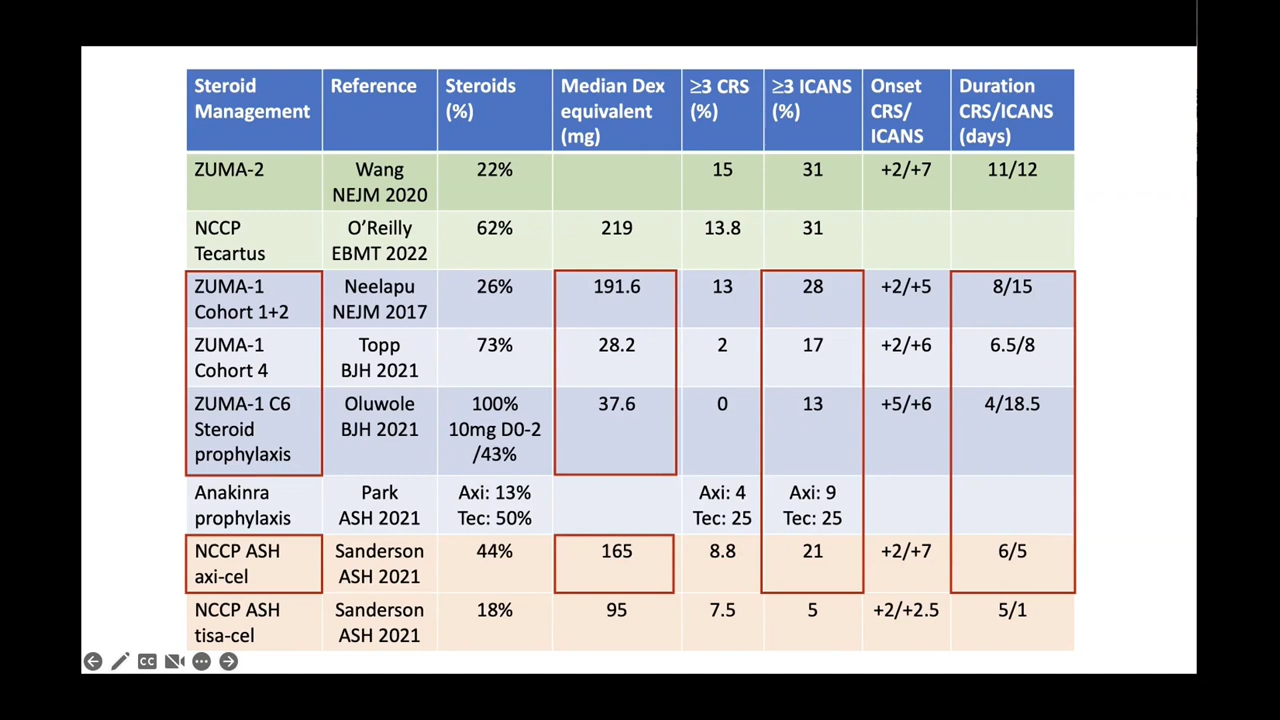 Steroid Management Reference Steroids (%) Median Dex equivalent (mg) ≥3 CRS (%) ≥3 ICANS (%) Onset CRS/ ICANS Duration CRS/ICANS (days)
ZUMA-2 Wang NEJM 2020 22% 15 31 +2/+7 11/12
NCCP Tecartus O’Reilly EBMT 2022 62% 219 13.8 31
ZUMA-1 Cohort 1+2 Neelapu NEJM 2017 26% 191.6 13 28 +2/+5 8/15
ZUMA-1 Cohort 4 Topp BJH 2021 73% 28.2 2 17 +2/+6 6.5/8
ZUMA-1 C6 Steroid prophylaxis Oluwole BJH 2021 100% 10mg D0-2 /43% 37.6 0 13 +5/+6 4/18.5
Anakinra prophylaxis Park ASH 2021 Axi: 13% Tec: 50% Axi: 4 Tec: 25 Axi: 9 Tec: 25
NCCP ASH axi-cel Sanderson ASH 2021 44% 165 8.8 21 +2/+7 6/5
NCCP ASH tisa-cel Sanderson ASH 2021 18% 95 7.5 5 +2/+2.5 5/1
CC